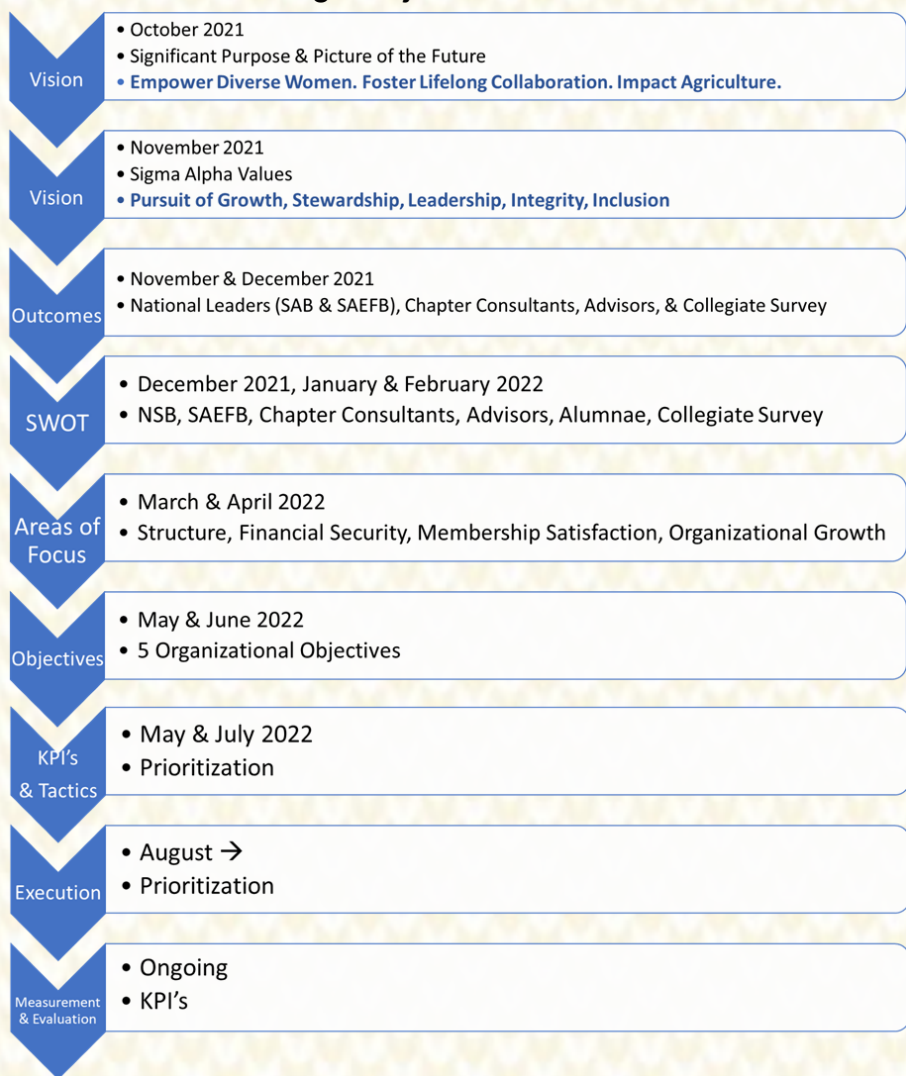 Vision
• October 2021
• Significant Purpose & Picture of the Future
• Empower Diverse Women. Foster Lifelong Collaboration. Impact Agriculture.
Vision
• November 2021
• Sigma Alpha Values
• Pursuit of Growth, Stewardship, Leadership, Integrity, Inclusion
Outcomes
• November & December 2021
• National Leaders (SAB & SAEFB), Chapter Consultants, Advisors, & Collegiate Survey
SWOT
• December 2021, January & February 2022
• NSB, SAEFB, Chapter Consultants, Advisors, Alumnae, Collegiate Survey
Areas of
Focus
• March & April 2022
• Structure, Financial Security, Membership Satisfaction, Organizational Growth
Objectives
• May & June 2022
• 5 Organizational Objectives
KPI's
& Tactics
• May & July 2022
• Prioritization
Execution
• August →
• Prioritization
Measurement
& Evaluation
• Ongoing
• KPI's